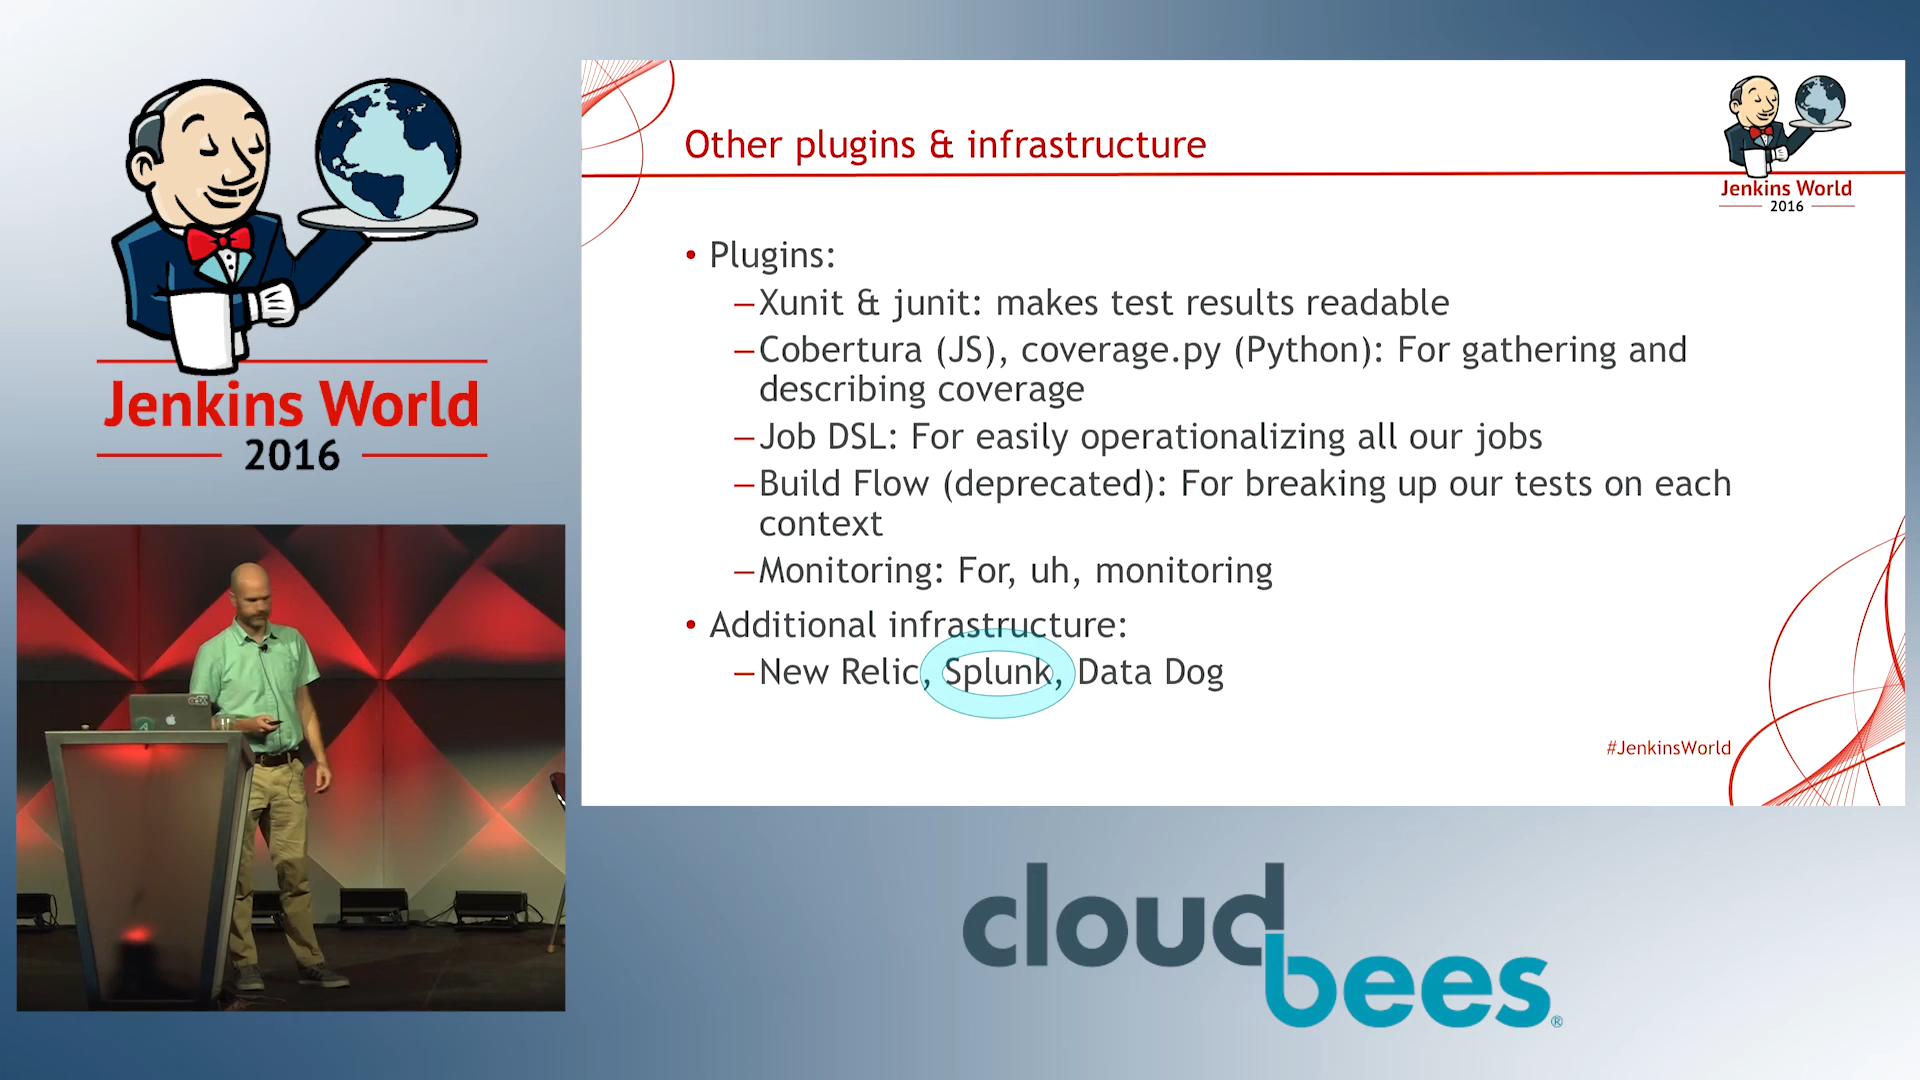 Jenkins World
2016
Other plugins & infrastructure
Jenkins World
2016
• Plugins:
–Xunit & junit: makes test results readable
–Cobertura (JS), coverage.py (Python): For gathering and
describing coverage
–Job DSL: For easily operationalizing all our jobs
–Build Flow (deprecated): For breaking up our tests on each
context
–Monitoring: For, uh, monitoring
• Additional infrastructure:
–New Relic, Splunk, Data Dog
#JenkinsWorld
cloud
bees®